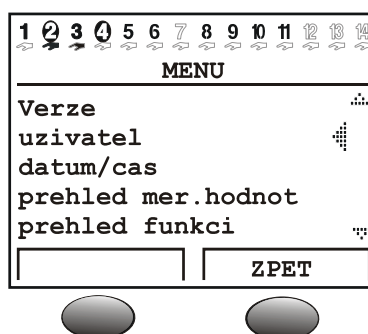 1 2 3 4 5 6 7 8 9 10 11 12 13 14
MENU
Verze
uzivatel
datum/cas
prehled mer.hodnot
prehled funkci
ZPET